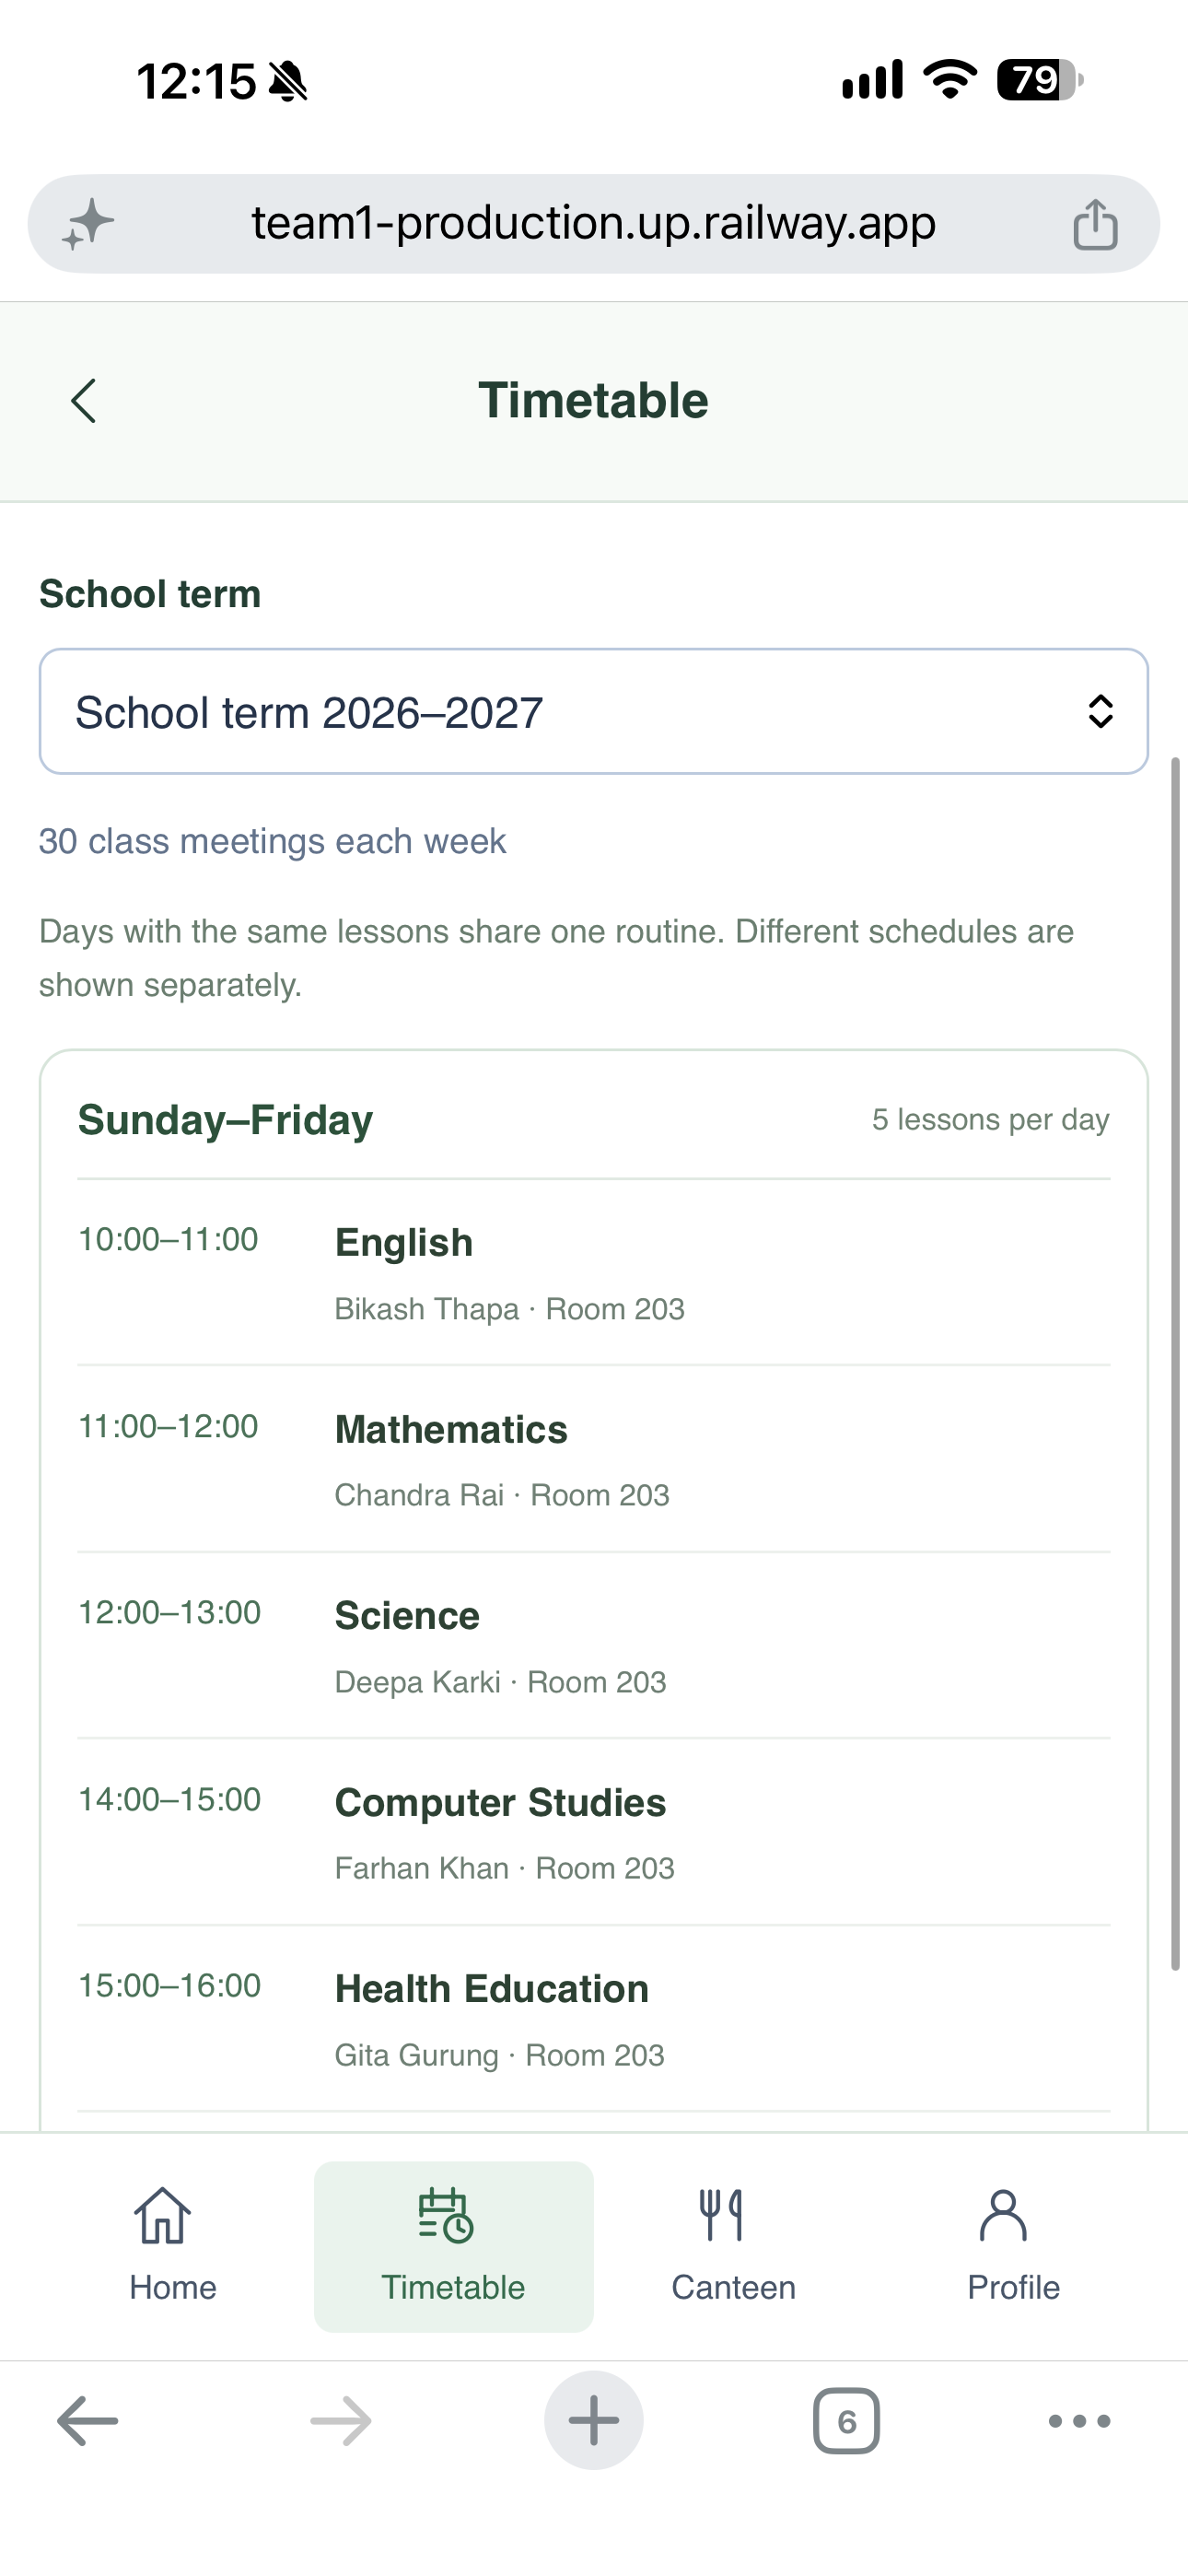 12:15
79
team1-production.up.railway.app
Timetable
School term
School term 2026–2027
30 class meetings each week
Days with the same lessons share one routine. Different schedules are
shown separately.
Sunday–Friday
5 lessons per day
10:00–11:00
English
Bikash Thapa · Room 203
11:00–12:00
Mathematics
Chandra Rai · Room 203
12:00–13:00
Science
Deepa Karki · Room 203
14:00–15:00
Computer Studies
Farhan Khan · Room 203
15:00–16:00
Health Education
Gita Gurung · Room 203
Home
Timetable
Canteen
Profile
6